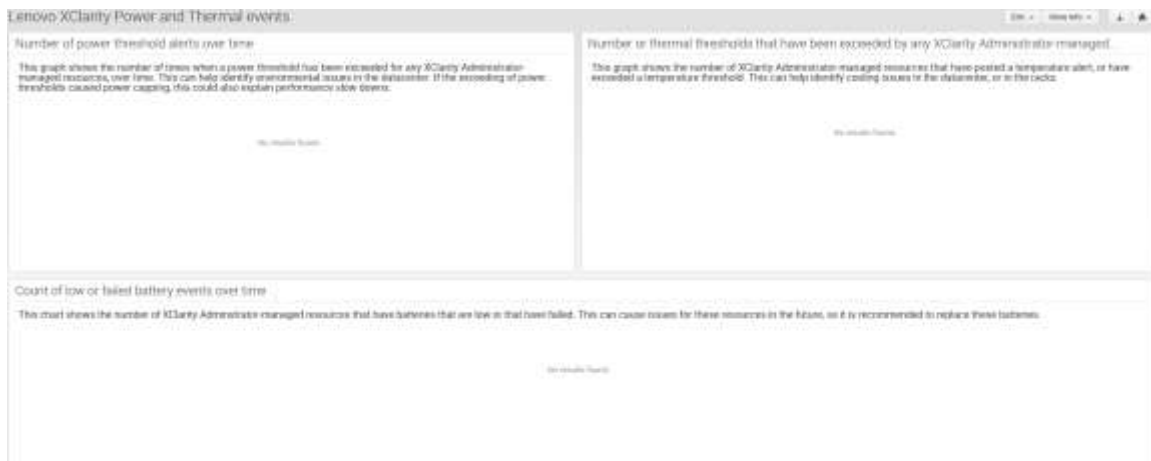 Lenovo XClarity Power and Thermal events
Edit More Info
Number of power threshold alerts over time
This graph shows the number of times when a power threshold has been exceeded for any XClarity Administrator-
managed resources, over time. This can help identify environmental issues in the datacenter. If the exceeding of power
thresholds caused power capping, this could also explain performance slow downs.
No results found.
Number or thermal thresholds that have been exceeded by any XClarity Administrator-managed...
This graph shows the number of XClarity Administrator-managed resources that have posted a temperature alert, or have
exceeded a temperature threshold. This can help identify cooling issues in the datacenter, or in the racks.
No results found.
Count of low or failed battery events over time
This chart shows the number of XClarity Administrator-managed resources that have batteries that are low or that have failed. This can cause issues for these resources in the future, so it is recommended to replace these batteries.
No results found.